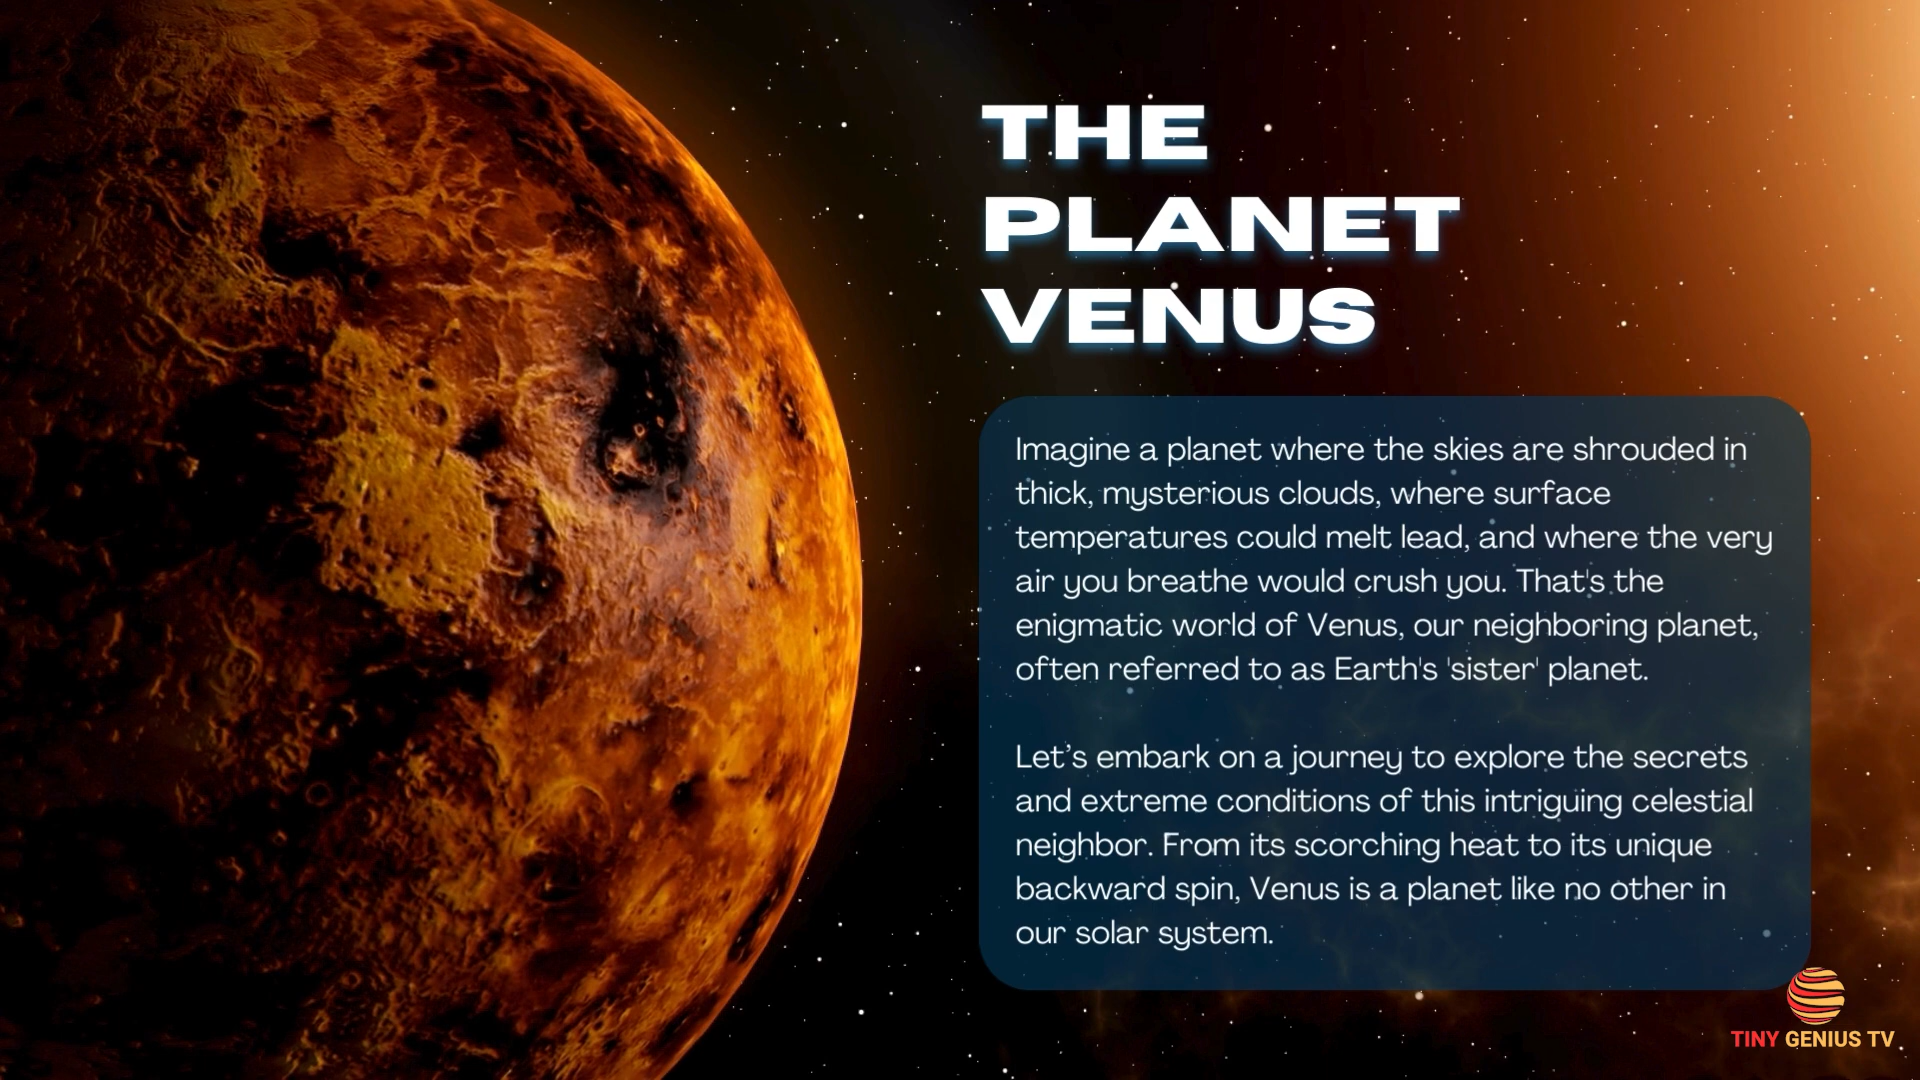 THE
PLANET
VENUS
Imagine a planet where the skies are shrouded in
thick, mysterious clouds, where surface
temperatures could melt lead, and where the very
air you breathe would crush you. That's the
enigmatic world of Venus, our neighboring planet,
often referred to as Earth's 'sister' planet.
Let’s embark on a journey to explore the secrets
and extreme conditions of this intriguing celestial
neighbor. From its scorching heat to its unique
backward spin, Venus is a planet like no other in
our solar system.
TINY GENIUS TV